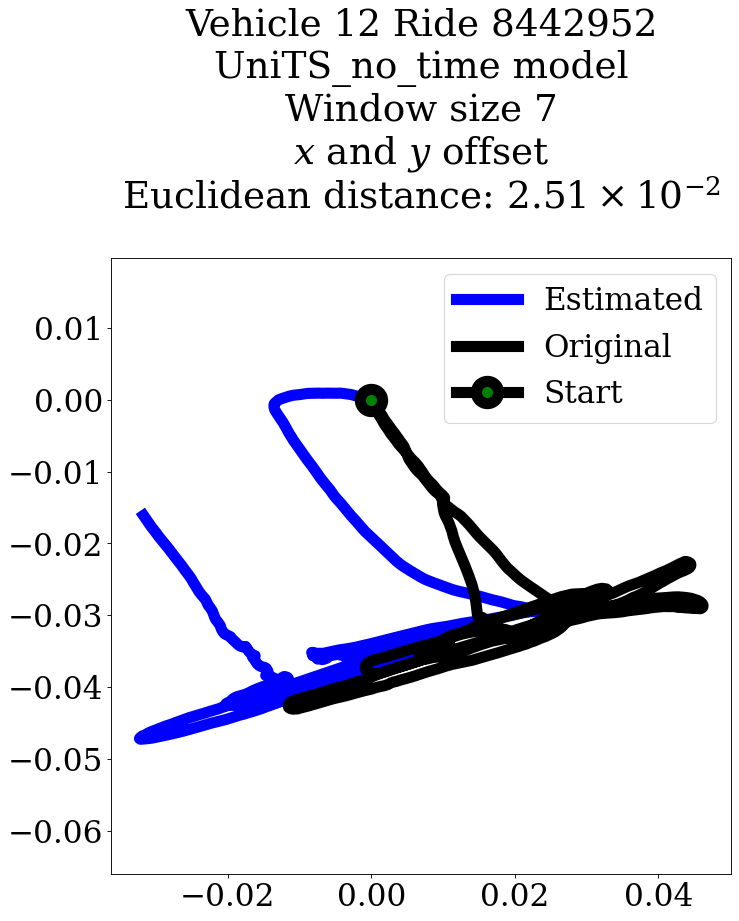 Vehicle 12 Ride 8442952
UniTS_no_time model
Window size 7
x and y offset
Euclidean distance: 2.51 × 10⁻²
Estimated
Original
Start
0.01
0.00
−0.01
−0.02
−0.03
−0.04
−0.05
−0.06
−0.02 0.00 0.02 0.04